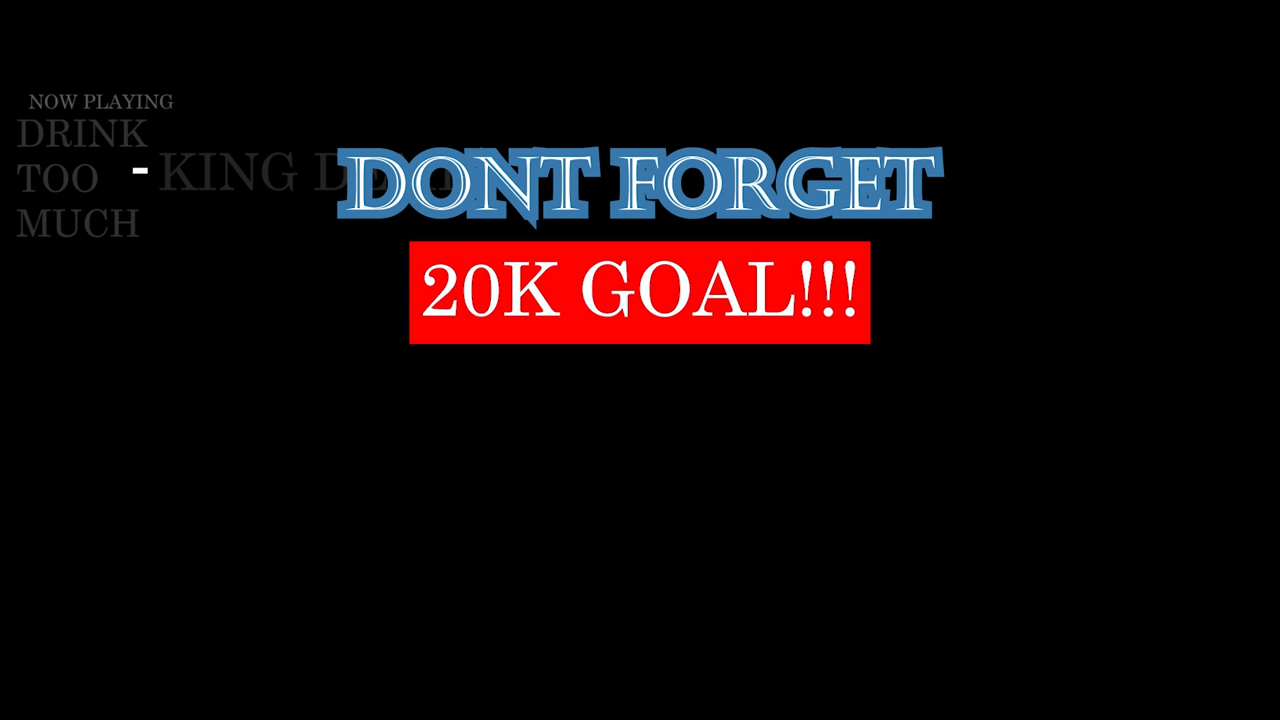 NOW PLAYING
DRINK
TOO
MUCH
- KING
DONT FORGET
20K GOAL!!!